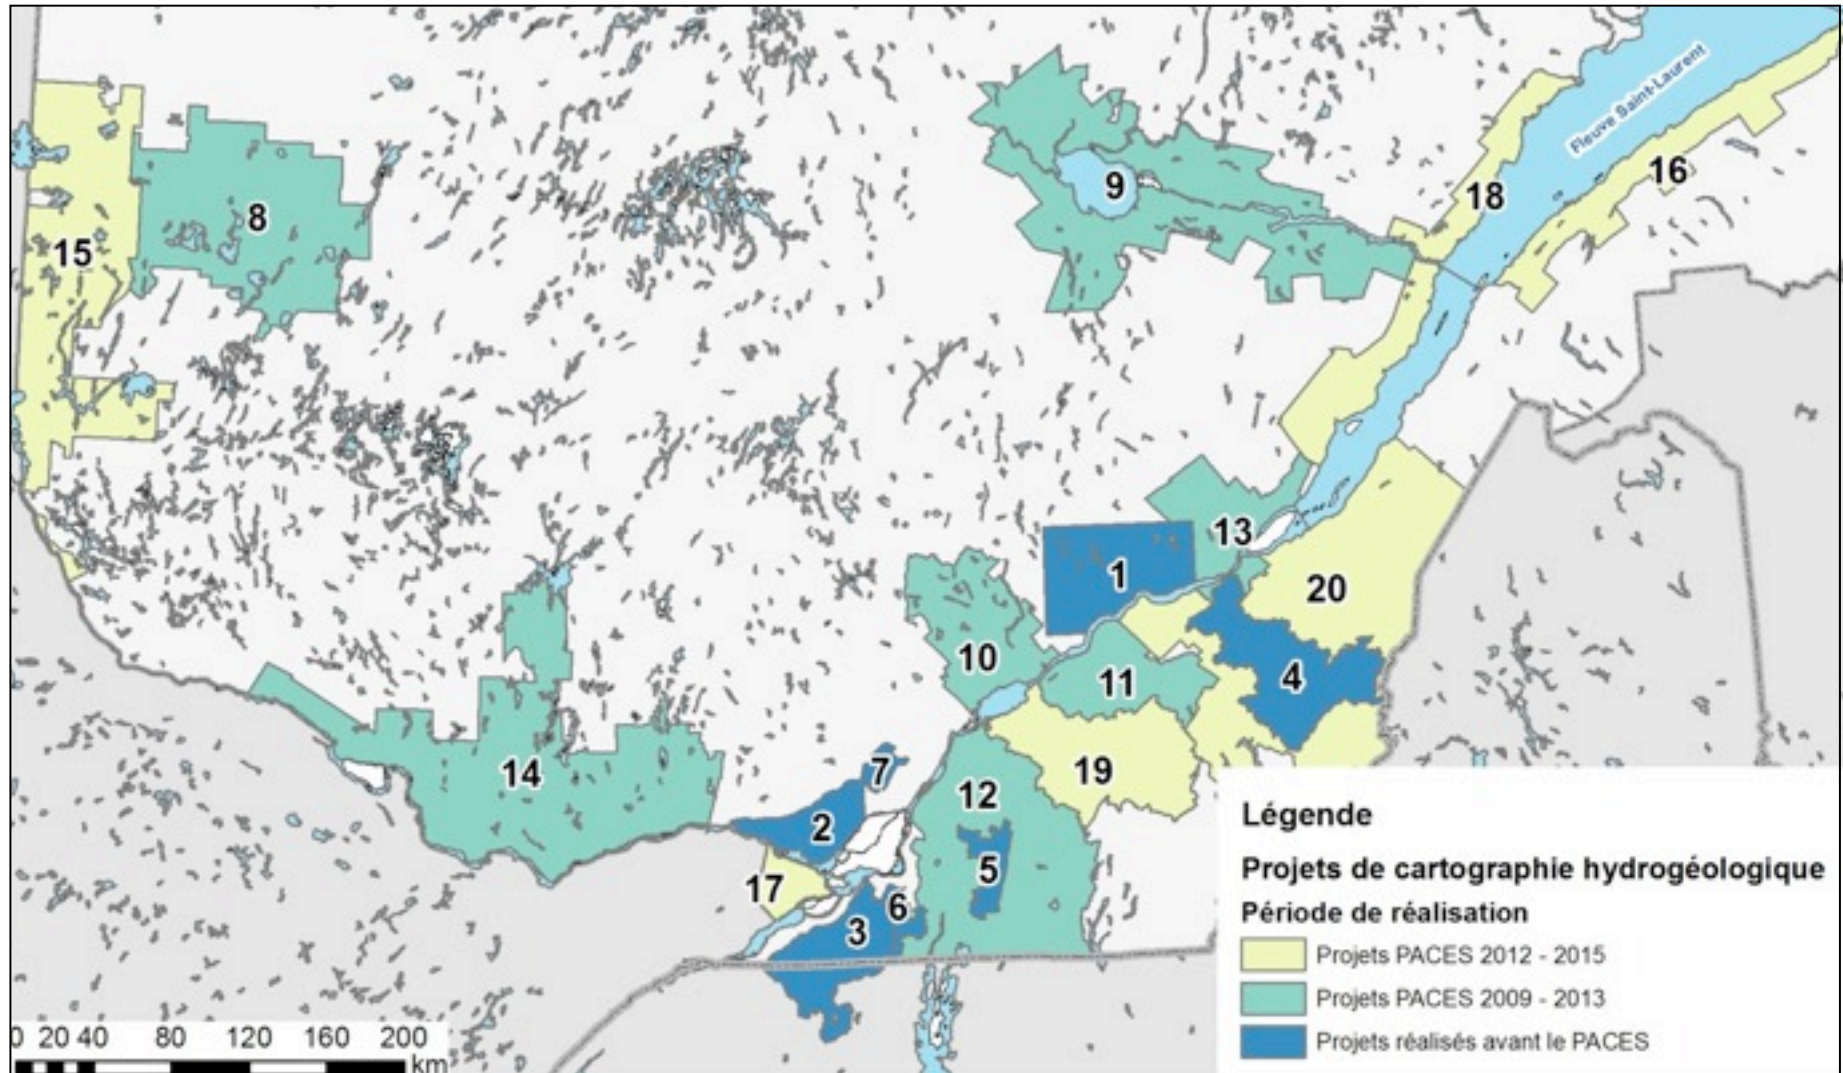 Fleuve Saint-Laurent
16
18
9
8
15
13
1
20
10
11
4
14
7
19
12
2
5
17
6
3
Légende
Projets de cartographie hydrogéologique
Période de réalisation
Projets PACES 2012 - 2015
Projets PACES 2009 - 2013
Projets réalisés avant le PACES
0 20 40 80 120 160 200
km